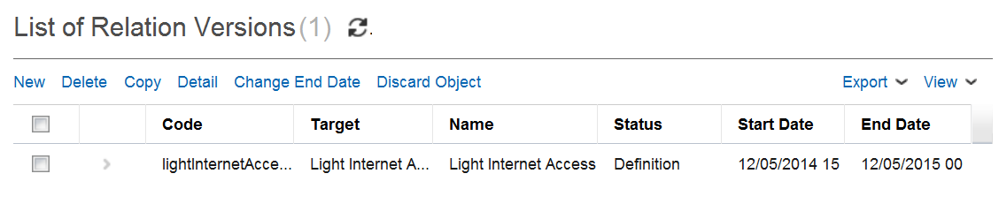 List of Relation Versions (1) .
New Delete Copy Detail Change End Date Discard Object Export View
Code Target Name Status Start Date End Date
lightInternetAcce... Light Internet A... Light Internet Access Definition 12/05/2014 15 12/05/2015 00